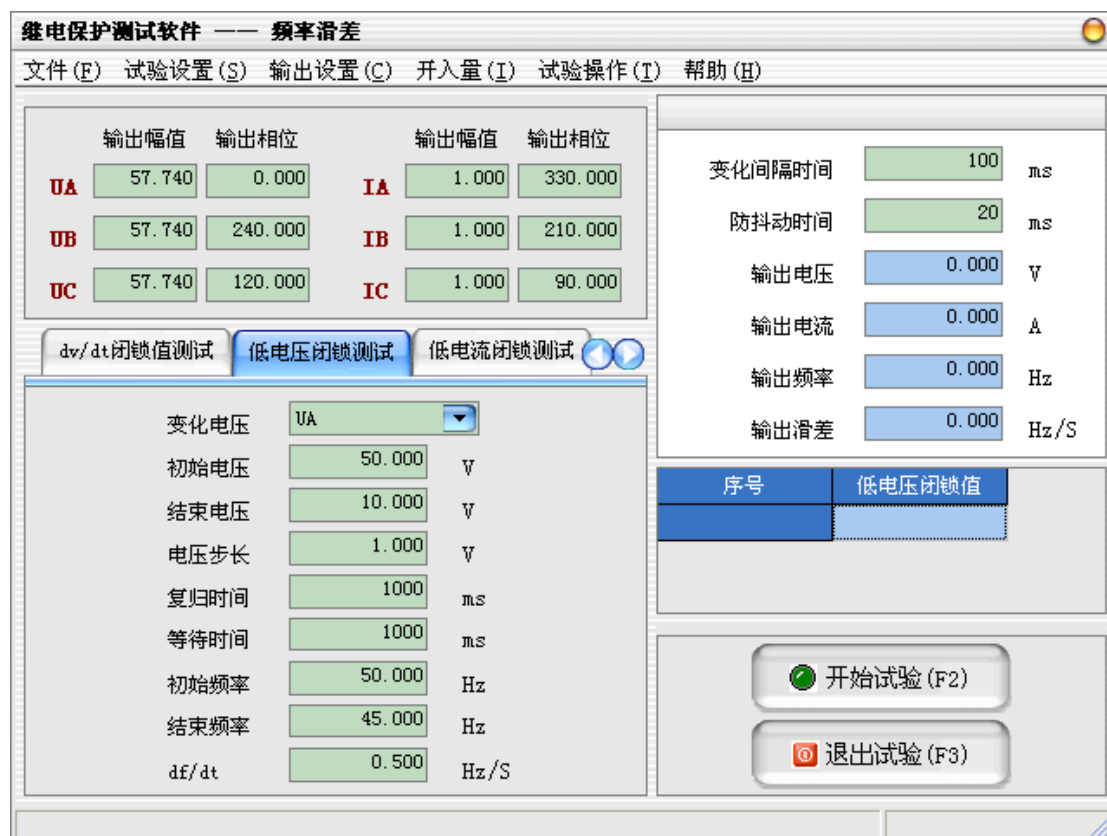 继电保护测试软件 —— 频率滑差
文件(F) 试验设置(S) 输出设置(C) 开入量(I) 试验操作(T) 帮助(H)
输出幅值 输出相位 输出幅值 输出相位
UA 57.740 0.000 IA 1.000 330.000
UB 57.740 240.000 IB 1.000 210.000
UC 57.740 120.000 IC 1.000 90.000
dv/dt闭锁值测试 低电压闭锁测试 低电流闭锁测试
变化电压 UA
初始电压 50.000 V
结束电压 10.000 V
电压步长 1.000 V
复归时间 1000 ms
等待时间 1000 ms
初始频率 50.000 Hz
结束频率 45.000 Hz
df/dt 0.500 Hz/S
变化间隔时间 100 ms
防抖动时间 20 ms
输出电压 0.000 V
输出电流 0.000 A
输出频率 0.000 Hz
输出滑差 0.000 Hz/S
序号 低电压闭锁值
开始试验(F2)
退出试验(F3)